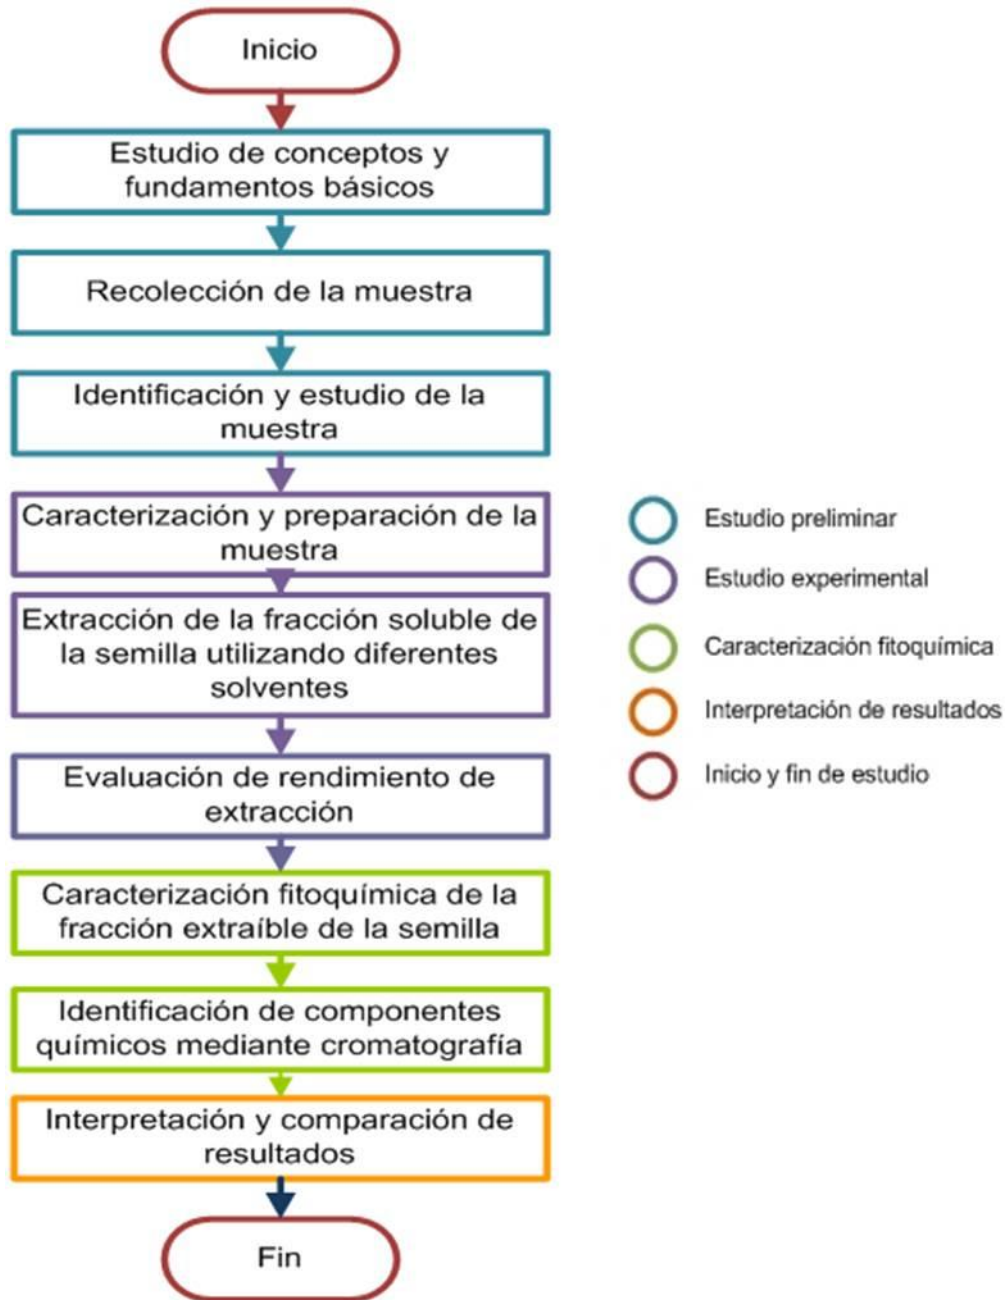 Inicio
Estudio de conceptos y
fundamentos básicos
Recolección de la muestra
Identificación y estudio de la
muestra
Caracterización y preparación de la
muestra
Extracción de la fracción soluble de
la semilla utilizando diferentes
solventes
Evaluación de rendimiento de
extracción
Caracterización fitoquímica de la
fracción extraíble de la semilla
Identificación de componentes
químicos mediante cromatografía
Interpretación y comparación de
resultados
Fin
Estudio preliminar
Estudio experimental
Caracterización fitoquímica
Interpretación de resultados
Inicio y fin de estudio